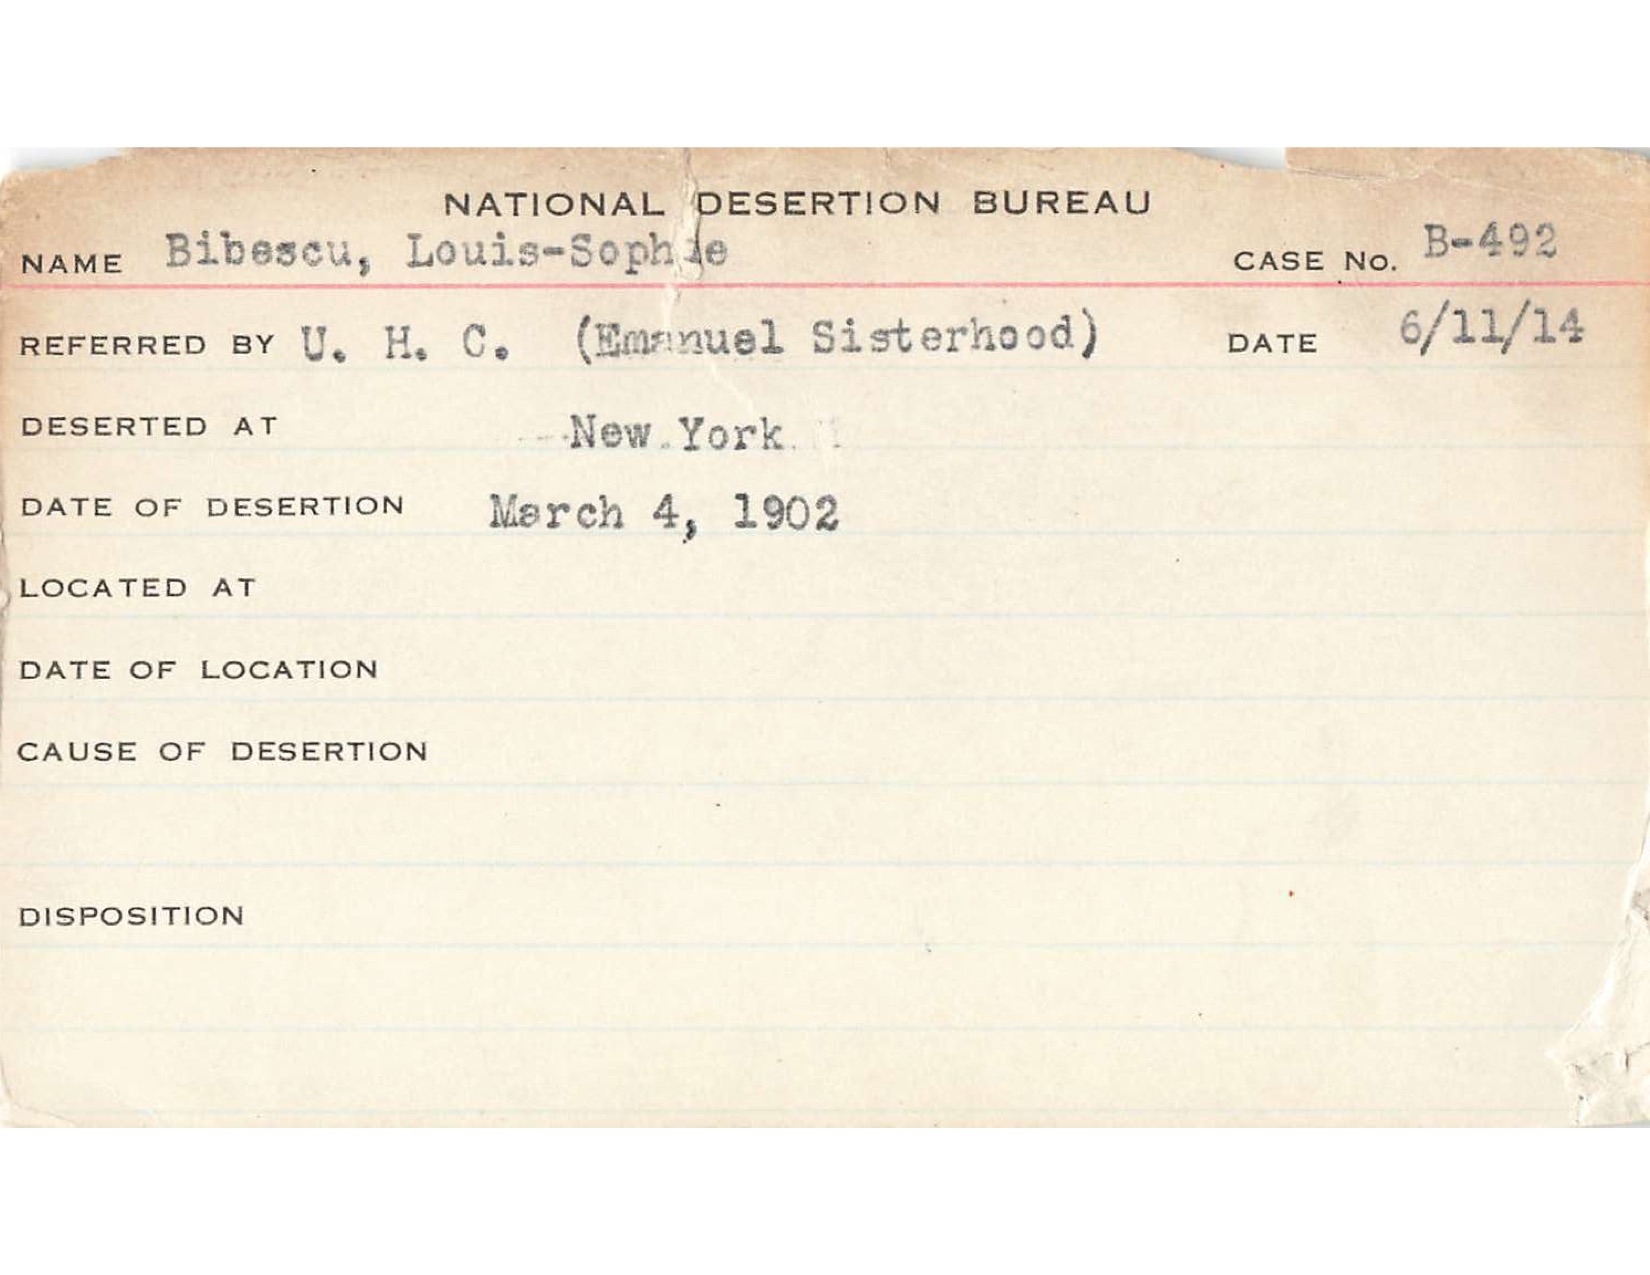 NATIONAL DESERTION BUREAU
NAME Bibescu, Louis-Sophie CASE No. B-492
REFERRED BY U. H. C. (Emanuel Sisterhood) DATE 6/11/14
DESERTED AT New York
DATE OF DESERTION March 4, 1902
LOCATED AT
DATE OF LOCATION
CAUSE OF DESERTION
DISPOSITION